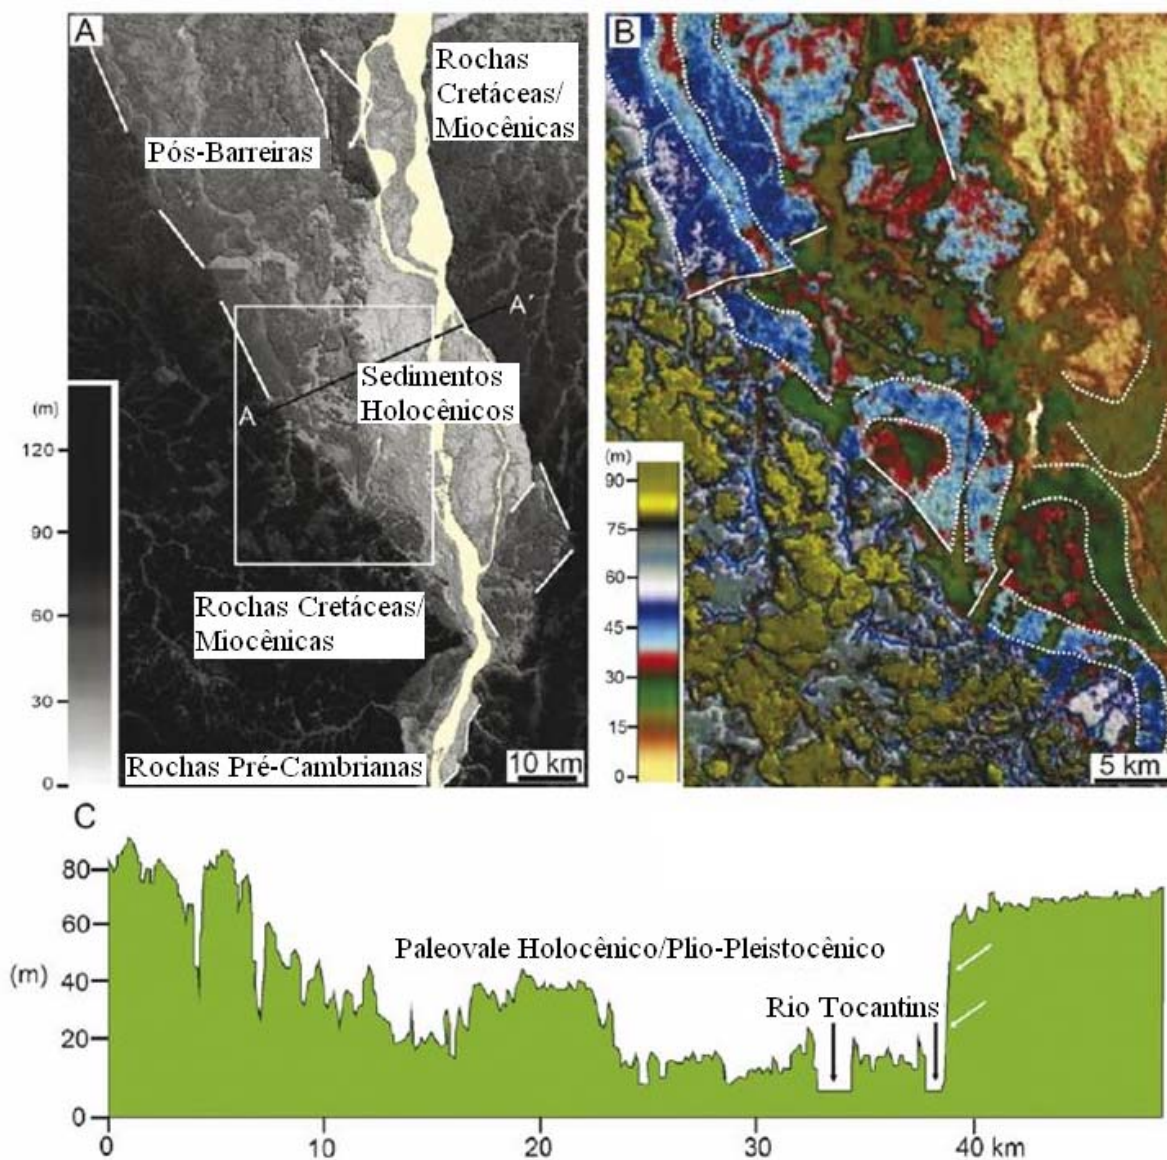 A
Rochas
Cretáceas/
Miocênicas
Pós-Barreiras
A´
Sedimentos
Holocênicos
A
(m)
120
90
60
30
0
Rochas Cretáceas/
Miocênicas
Rochas Pré-Cambrianas
10 km
B
(m)
90
75
60
45
30
15
0
5 km
C
80
60
(m)
40
20
0
Paleovale Holocênico/Plio-Pleistocênico
Rio Tocantins
0
10
20
30
40 km